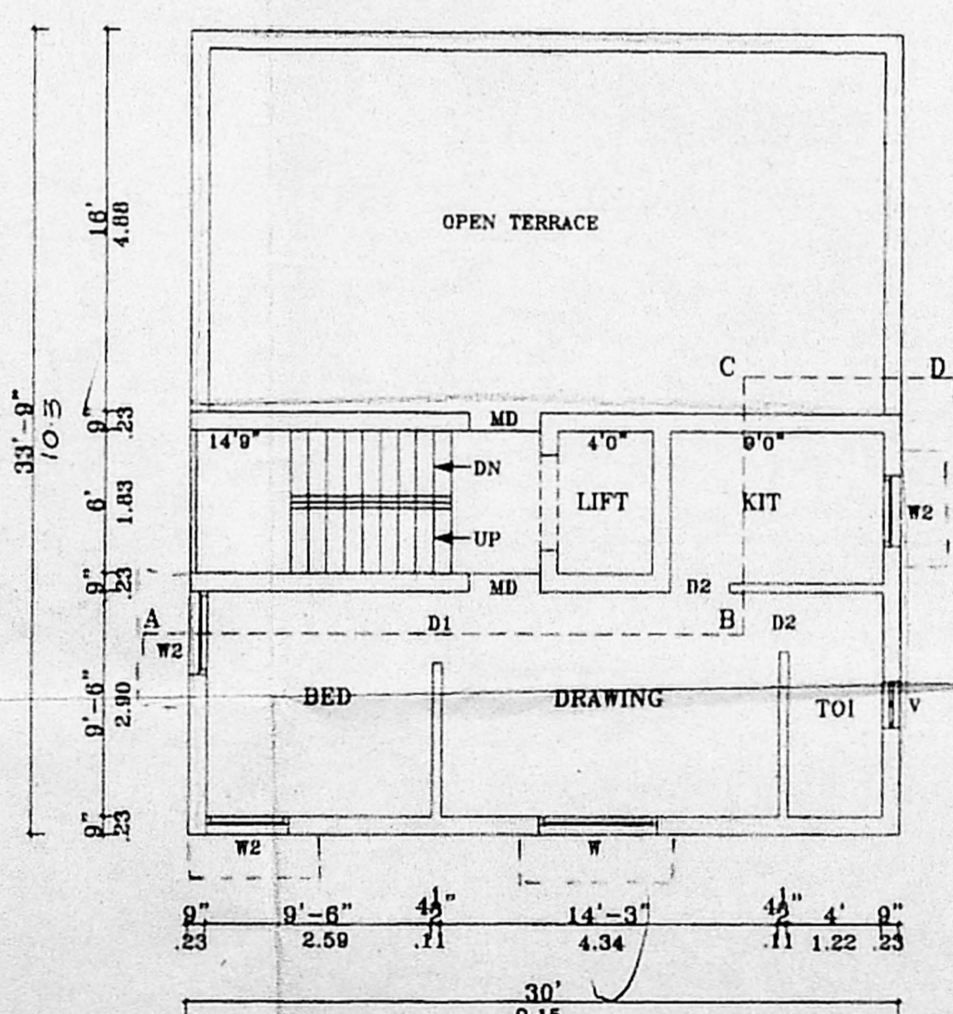 OPEN TERRACE
16'
4.88
C
D
33'-9"
10.3
9"
.23
MD
14'9"
4'0"
9'0"
DN
6'
1.83
LIFT
KIT
W2
UP
9"
.23
MD
D2
A
D1
B
D2
W2
9'-6"
2.90
BED
DRAWING
TOI
V
9"
.23
W2
W
9"
9'-6"
4½"
14'-3"
4½"
4'
9"
.23
2.59
.11
4.34
.11
1.22
.23
30'
9.15